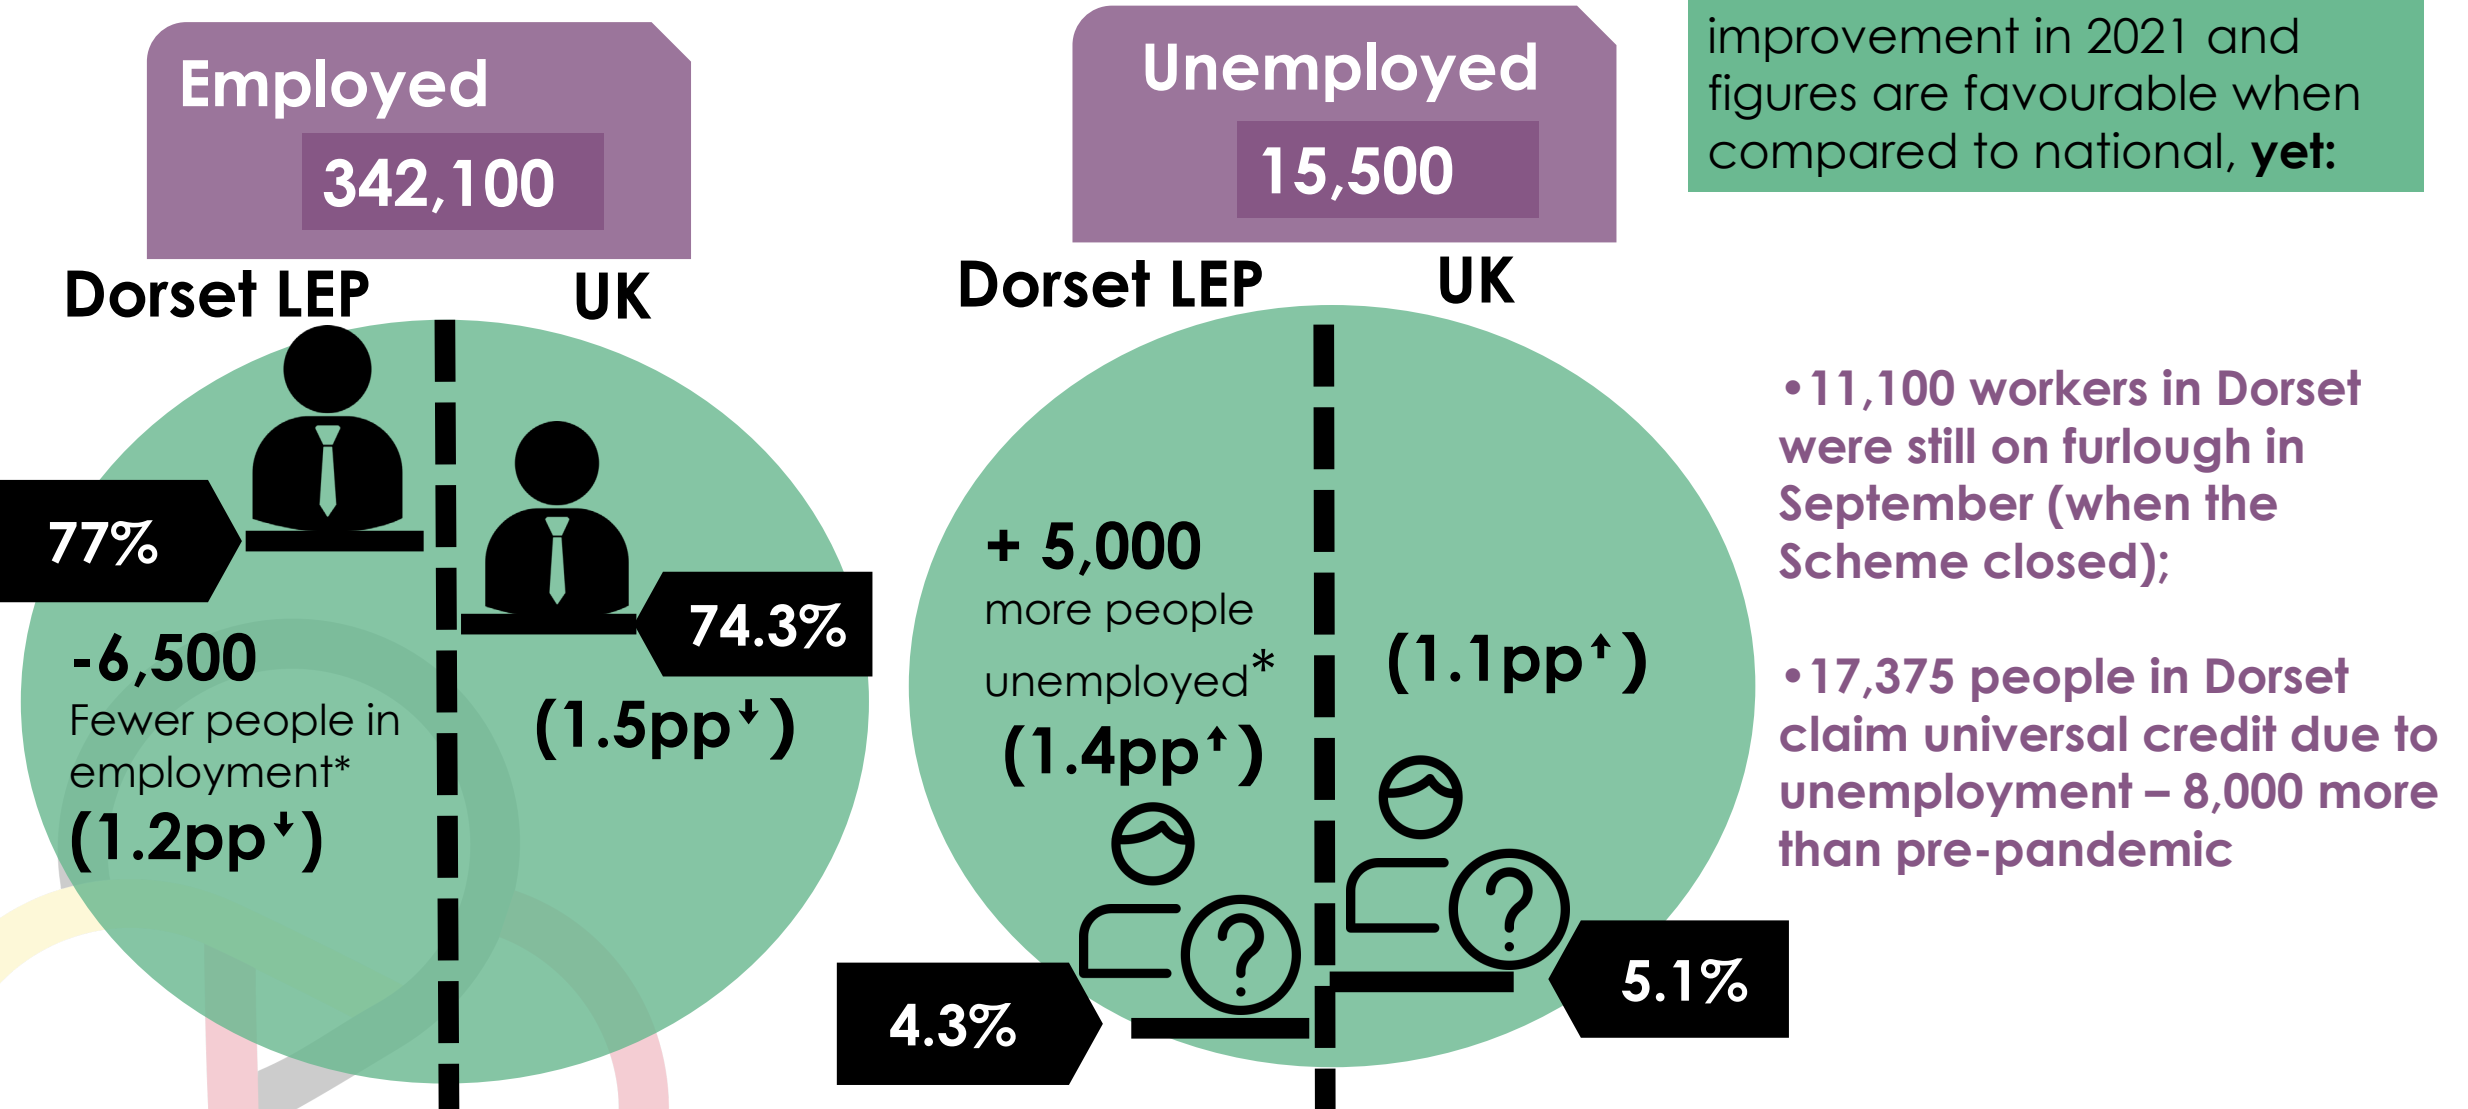 Employed
342,100
Dorset LEP
UK
77%
74.3%
-6,500
Fewer people in
employment*
(1.2pp↓)
(1.5pp↓)
Unemployed
15,500
Dorset LEP
UK
+ 5,000
more people
unemployed*
(1.4pp↑)
(1.1pp↑)
?
?
4.3%
5.1%
improvement in 2021 and
figures are favourable when
compared to national, yet:
•11,100 workers in Dorset
were still on furlough in
September (when the
Scheme closed);
•17,375 people in Dorset
claim universal credit due to
unemployment – 8,000 more
than pre-pandemic